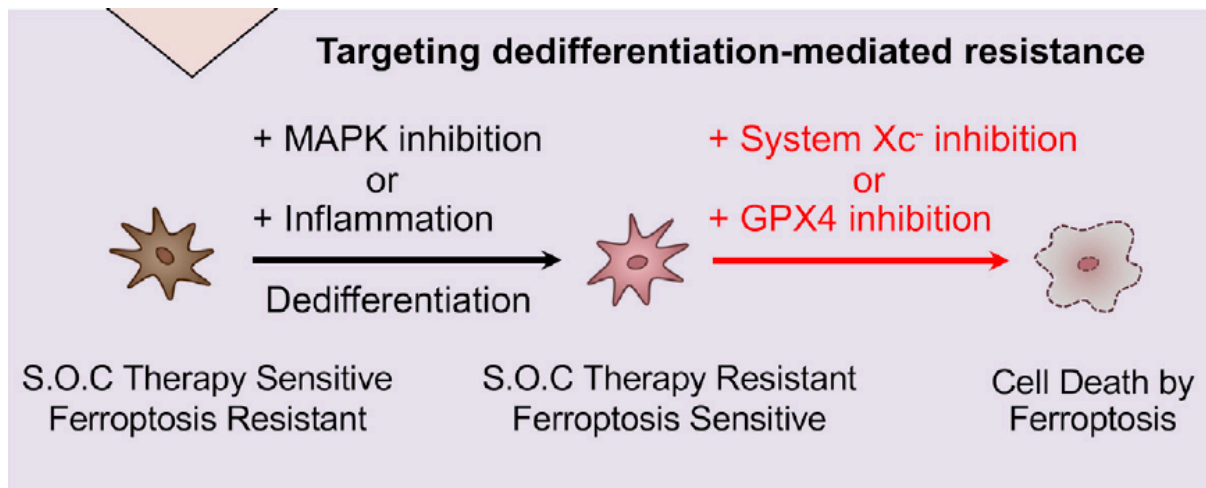 Targeting dedifferentiation-mediated resistance
+ MAPK inhibition
or
+ Inflammation
Dedifferentiation
+ System Xc⁻ inhibition
or
+ GPX4 inhibition
S.O.C Therapy Sensitive
Ferroptosis Resistant
S.O.C Therapy Resistant
Ferroptosis Sensitive
Cell Death by
Ferroptosis